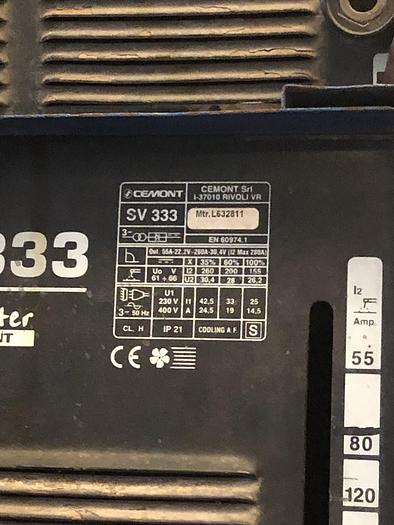 CEMONT
CEMONT Srl
I-37010 RIVOLI VR
SV 333
Mtr. L632811
3~
EN 60974.1
Out. 55A-22,2V-260A-30,4V (I2 Max 280A)
X 35% 60% 100%
Uo V I2 260 200 155
61 ÷ 66 U2 30,4 28 26,2
U1 I1
230 V 42,5 33 25
3~ 50 Hz 400 V A 24,5 19 14,5
CL. H IP 21 COOLING A F S
CE
333
I2
Amp.
55
80
120